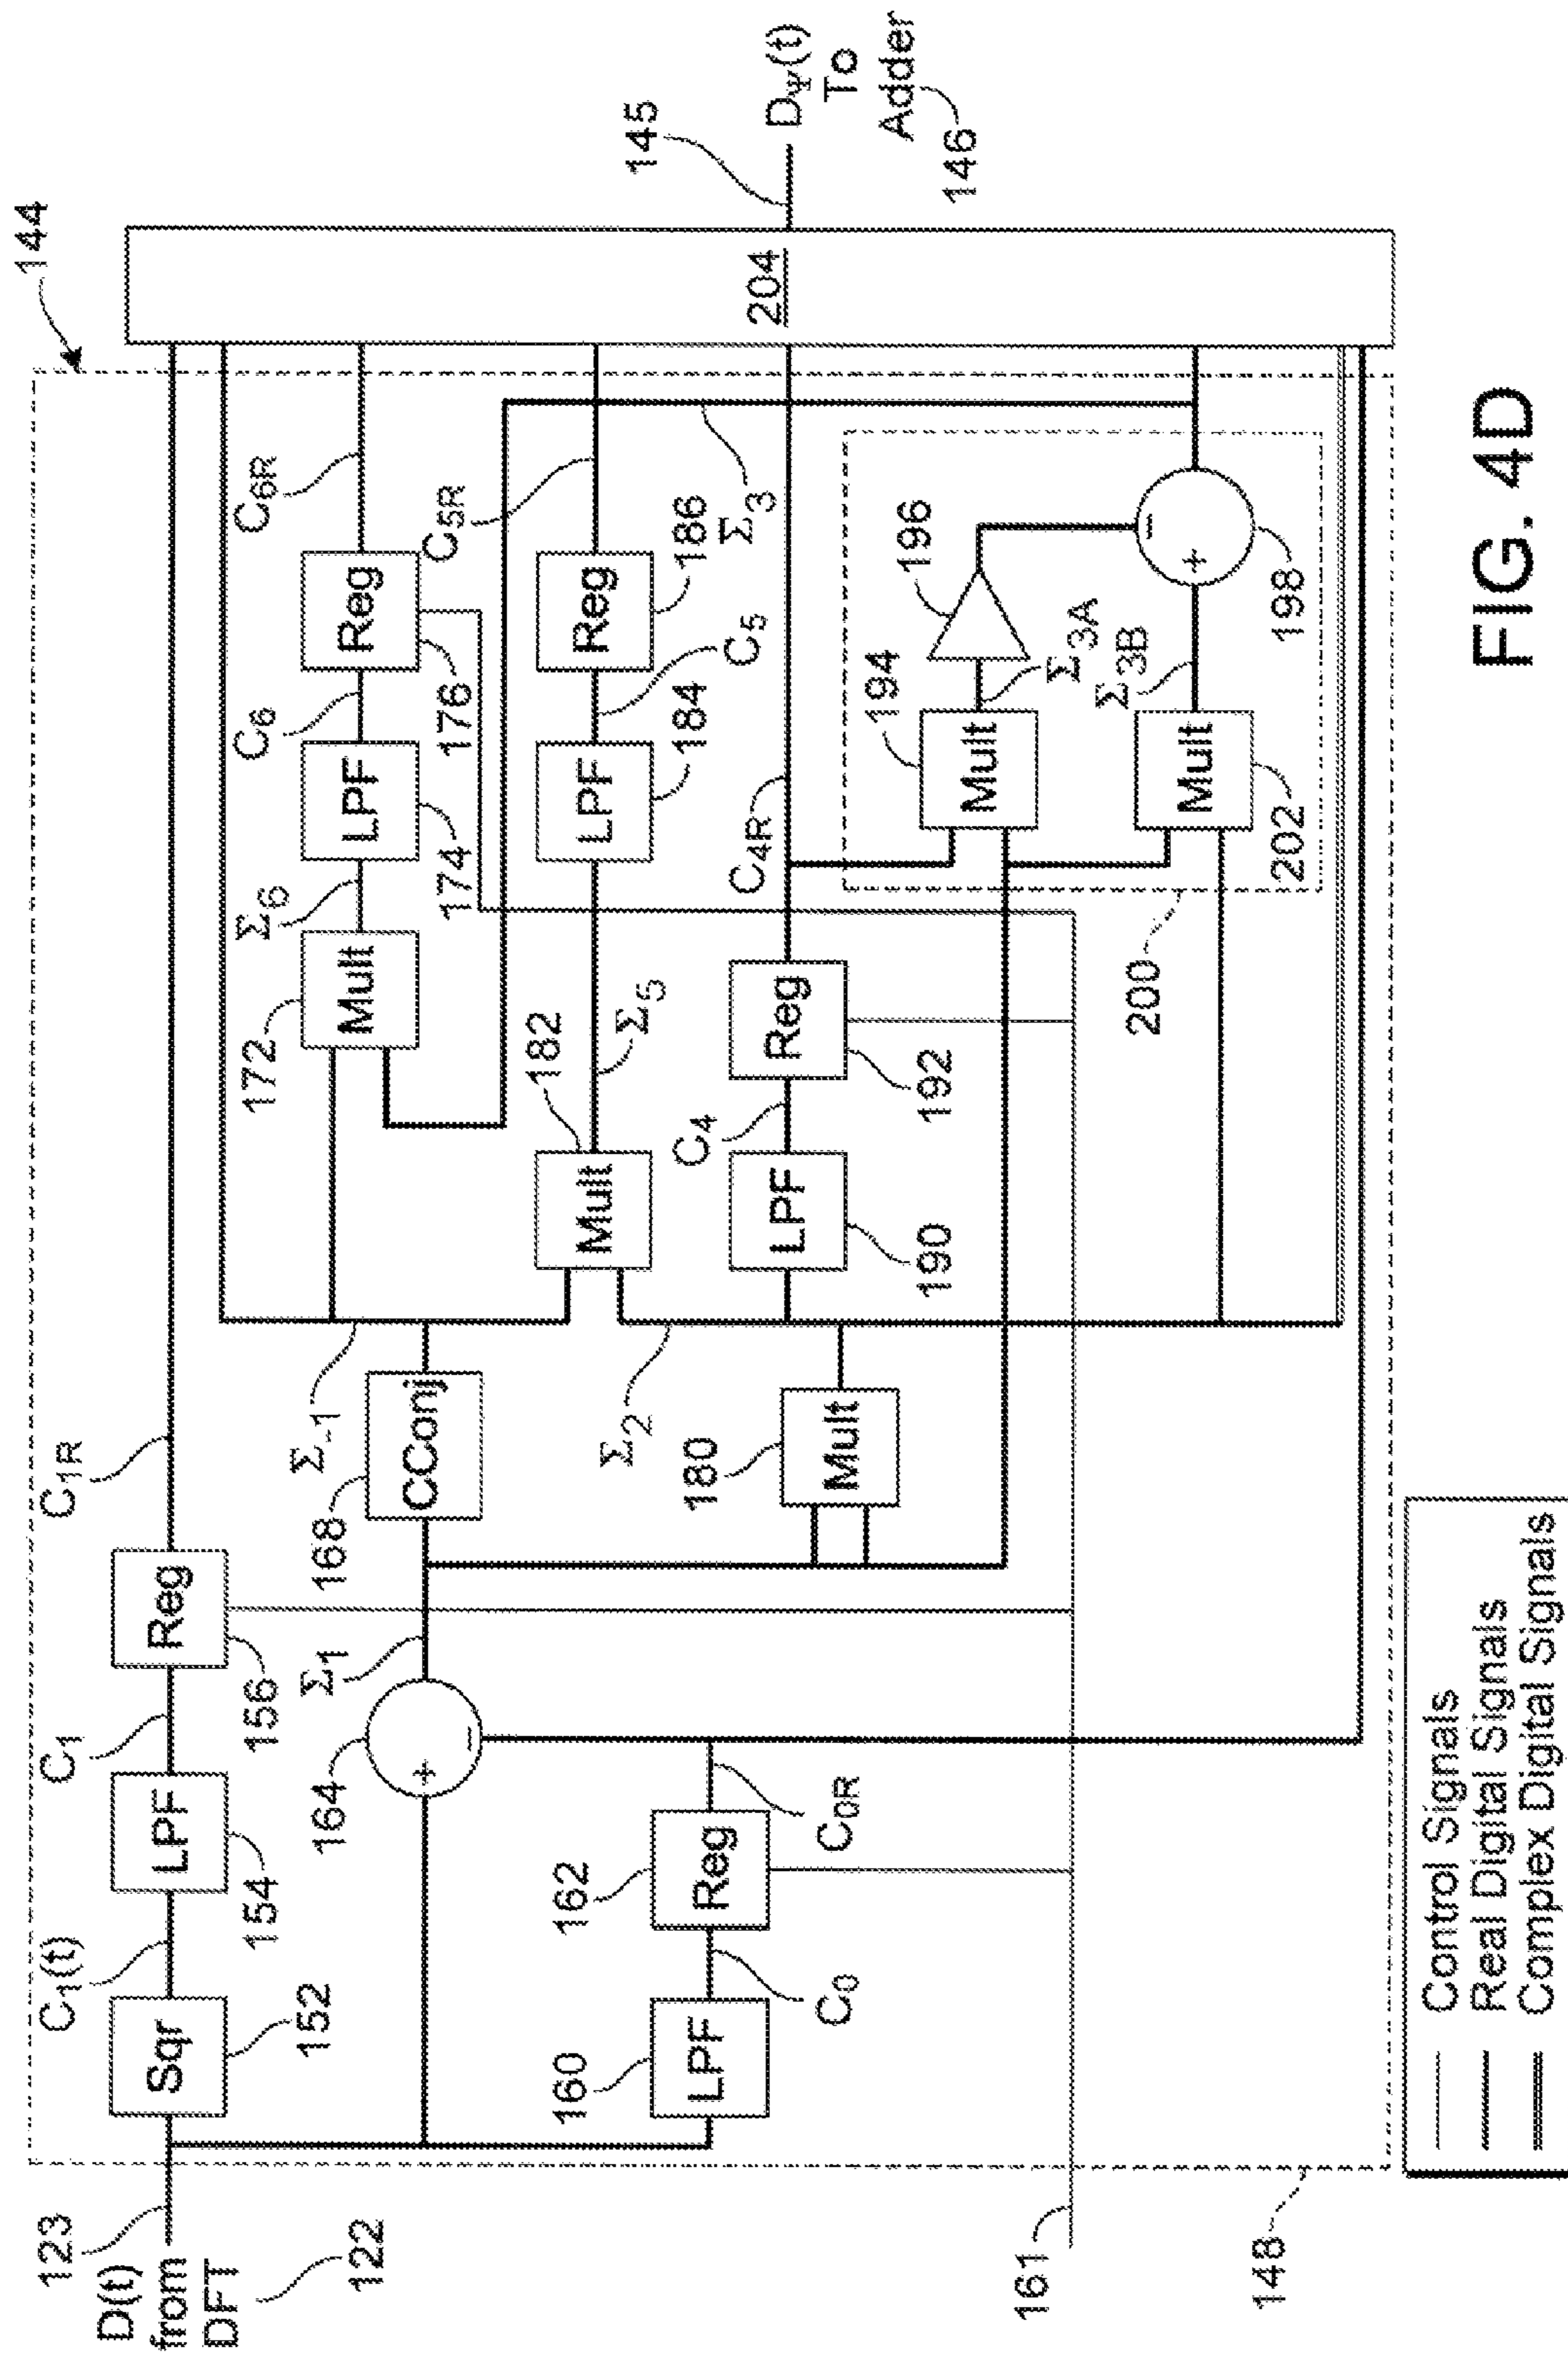 144
123
D(t)
from
DFT
122
Sqr
152
C1(t)
LPF
154
C1
Reg
156
C1R
164
+
−
Σ1
168
CConj
Σ-1
172
Mult
Σ6
LPF
174
C6
Reg
176
C6R
182
Mult
Σ5
LPF
184
C5
Reg
186
C5R
Σ3
160
LPF
C0
162
Reg
C0R
180
Mult
Σ2
LPF
190
C4
Reg
192
C4R
194
Mult
Σ3A
196
Mult
202
Σ3B
+
−
198
200
161
148
204
145
DΨ(t)
To
Adder
146
Control Signals
Real Digital Signals
Complex Digital Signals
FIG. 4D